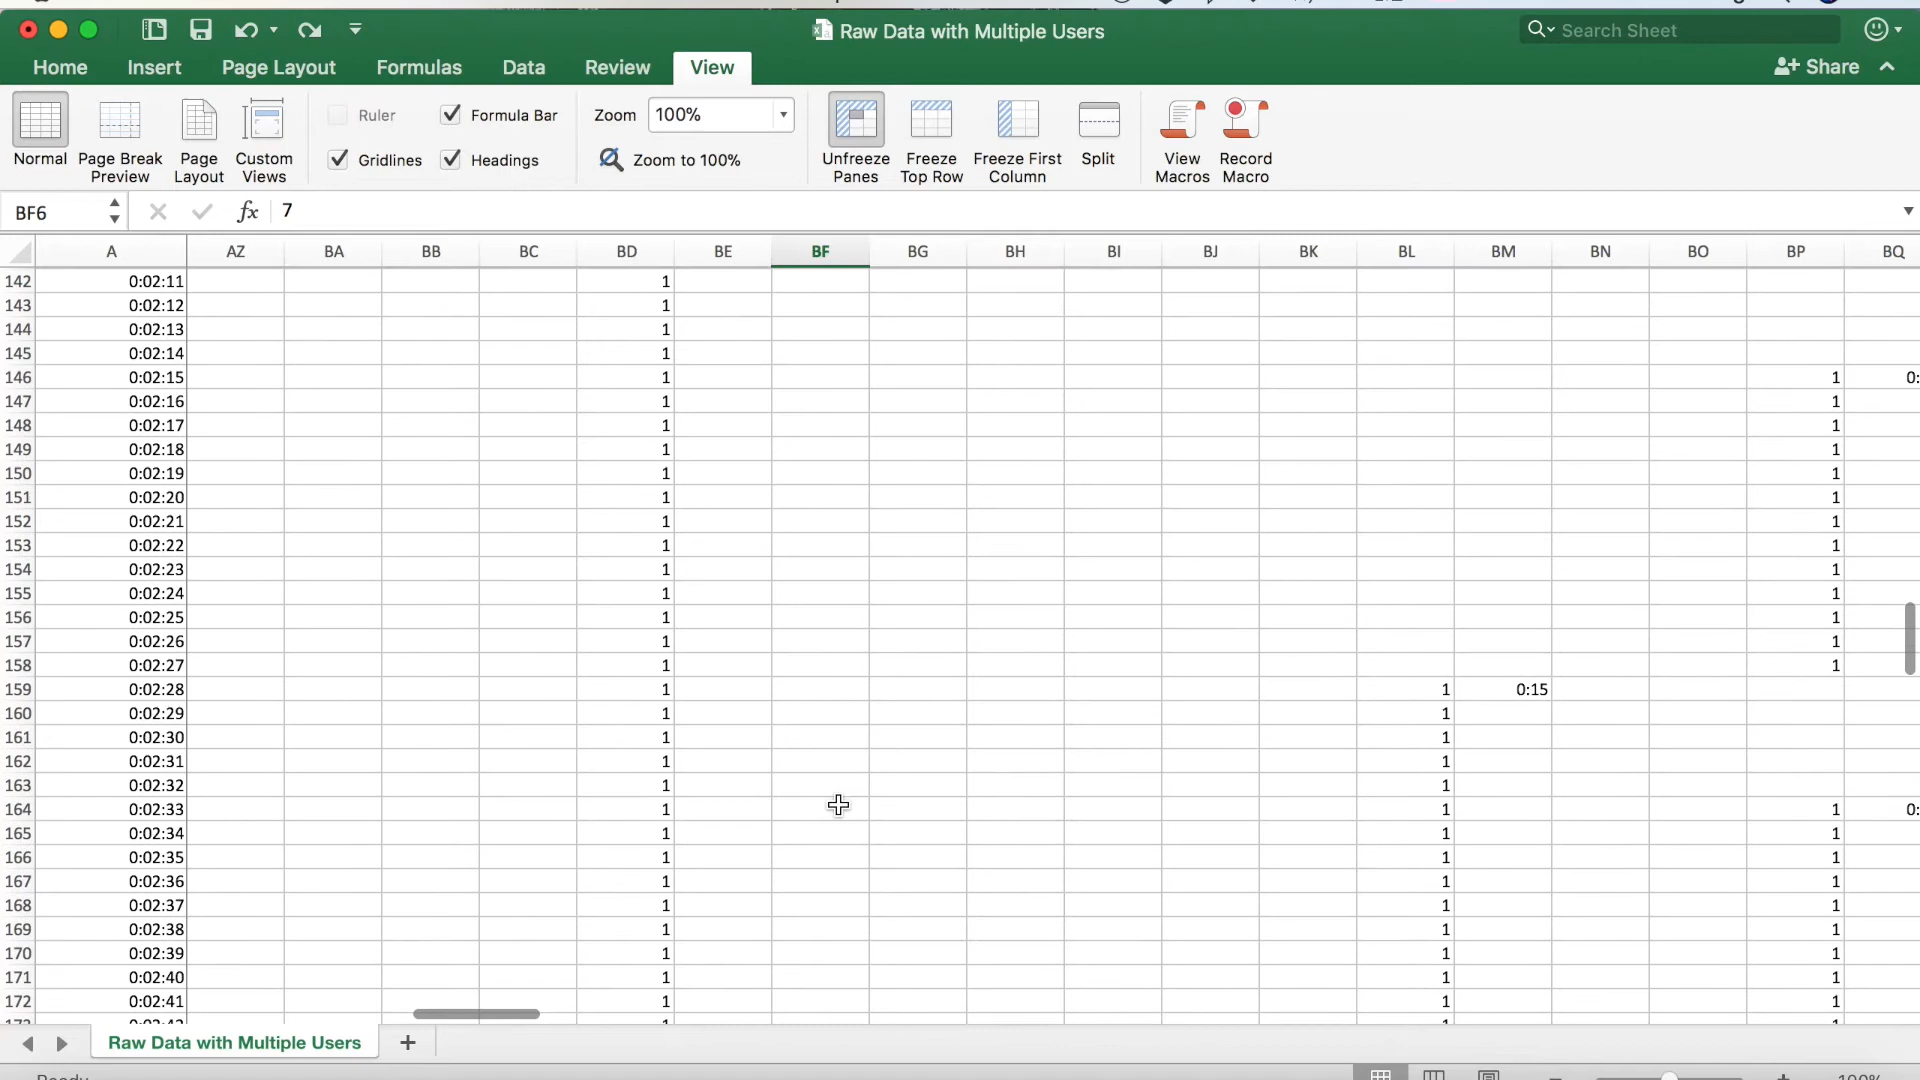 Raw Data with Multiple Users
Search Sheet
Home Insert Page Layout Formulas Data Review View
Share
Normal
Page Break Preview
Page Layout
Custom Views
Ruler
Formula Bar
Gridlines
Headings
Zoom 100%
Zoom to 100%
Unfreeze Panes
Freeze Top Row
Freeze First Column
Split
View Macros
Record Macro
BF6 fx 7
A AZ BA BB BC BD BE BF BG BH BI BJ BK BL BM BN BO BP BQ
142 0:02:11 1
143 0:02:12 1
144 0:02:13 1
145 0:02:14 1
146 0:02:15 1 1 0:
147 0:02:16 1 1
148 0:02:17 1 1
149 0:02:18 1 1
150 0:02:19 1 1
151 0:02:20 1 1
152 0:02:21 1 1
153 0:02:22 1 1
154 0:02:23 1 1
155 0:02:24 1 1
156 0:02:25 1 1
157 0:02:26 1 1
158 0:02:27 1 1
159 0:02:28 1 1 0:15
160 0:02:29 1 1
161 0:02:30 1 1
162 0:02:31 1 1
163 0:02:32 1 1
164 0:02:33 1 1 1 0:
165 0:02:34 1 1 1
166 0:02:35 1 1 1
167 0:02:36 1 1 1
168 0:02:37 1 1 1
169 0:02:38 1 1 1
170 0:02:39 1 1 1
171 0:02:40 1 1 1
172 0:02:41 1 1 1
Raw Data with Multiple Users